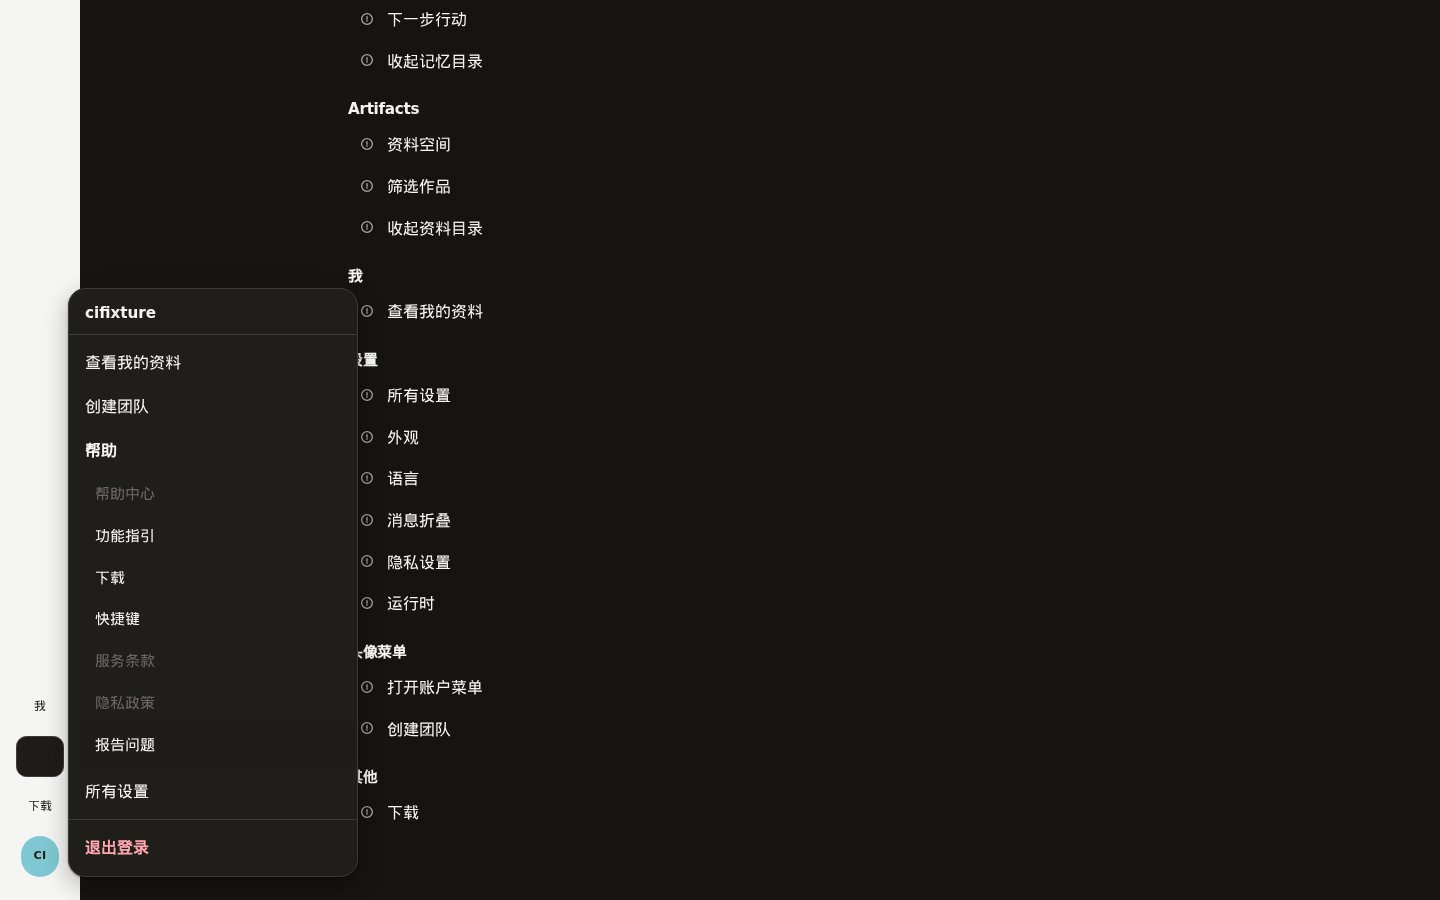 下一步行动
收起记忆目录
Artifacts
资料空间
筛选作品
收起资料目录
我
查看我的资料
置
所有设置
外观
语言
消息折叠
隐私设置
运行时
像菜单
打开账户菜单
创建团队
他
下载
cifixture
查看我的资料
创建团队
帮助
帮助中心
功能指引
下载
快捷键
服务条款
隐私政策
报告问题
所有设置
退出登录
我
下载
CI